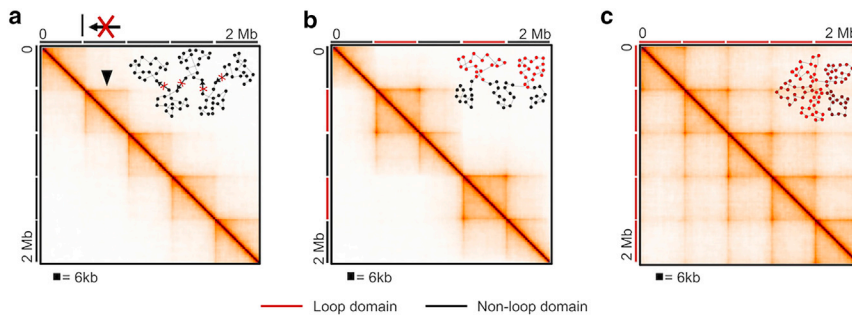 a
b
c
0
2 Mb
0
2 Mb
0
2 Mb
0
0
0
2 Mb
2 Mb
2 Mb
= 6kb
= 6kb
= 6kb
Loop domain
Non-loop domain